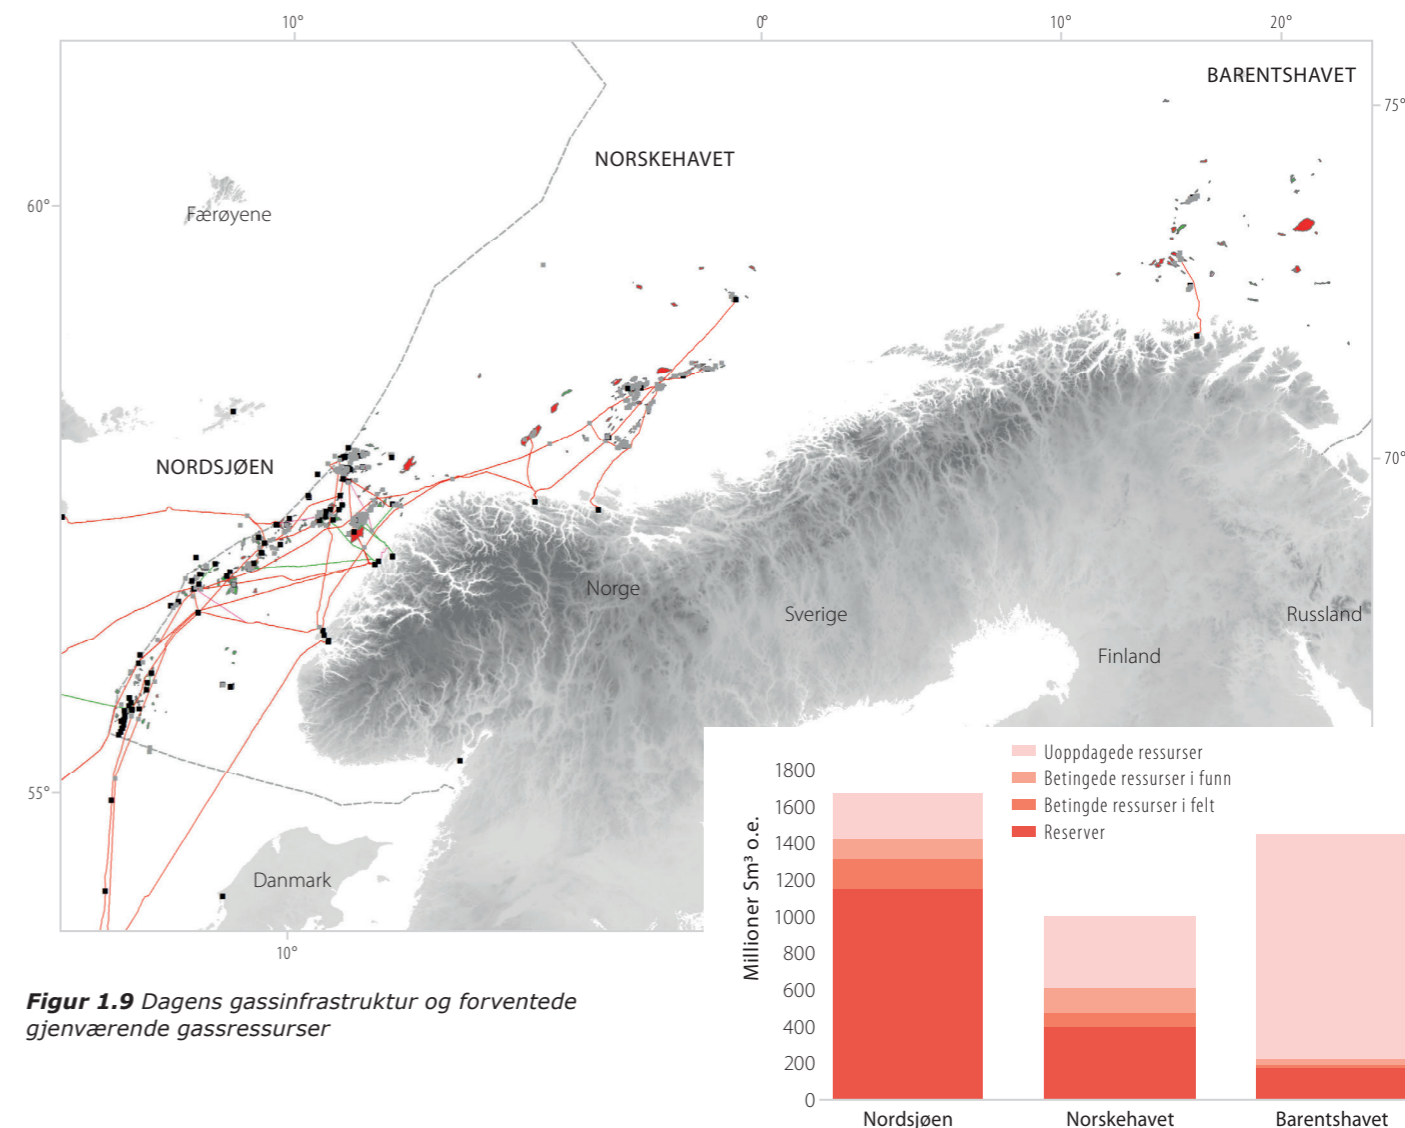 10°
0°
10°
20°
BARENTSHAVET
75°
NORSKEHAVET
60°
Færøyene
NORDSJØEN
70°
Norge
Sverige
Russland
Finland
55°
Danmark
10°
Uoppdagede ressurser
Betingede ressurser i funn
Betingde ressurser i felt
Reserver
Millioner Sm³ o.e.
1800
1600
1400
1200
1000
800
600
400
200
0
Nordsjøen
Norskehavet
Barentshavet
Figur 1.9 Dagens gassinfrastruktur og forventede
gjenværende gassressurser